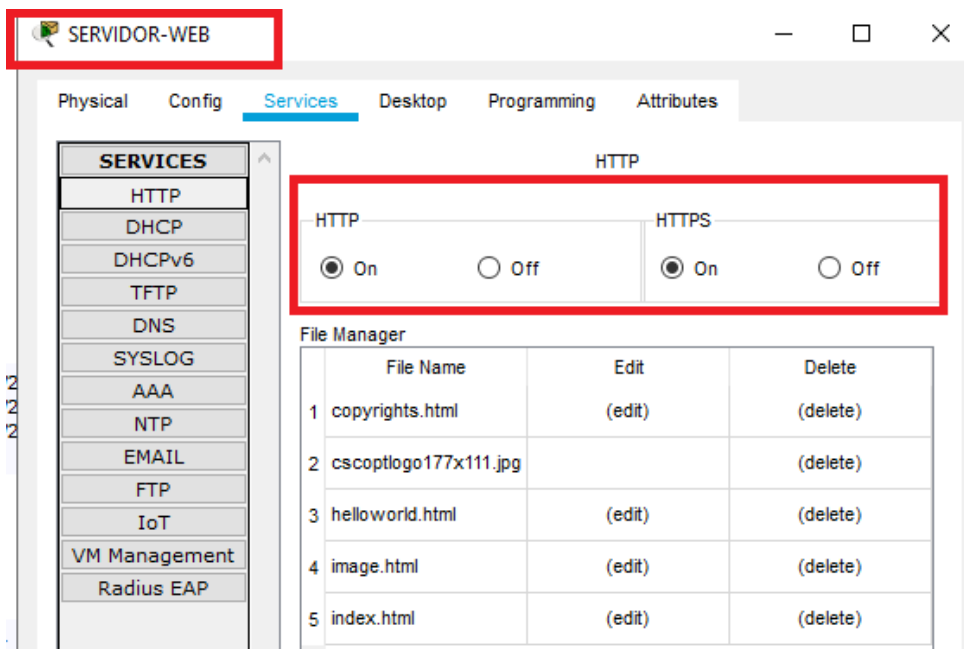 SERVIDOR-WEB
Physical Config Services Desktop Programming Attributes
SERVICES
HTTP
DHCP
DHCPv6
TFTP
DNS
SYSLOG
AAA
NTP
EMAIL
FTP
IoT
VM Management
Radius EAP
HTTP
HTTP HTTPS
On Off On Off
File Manager
File Name Edit Delete
1 copyrights.html (edit) (delete)
2 cscoptlogo177x111.jpg (delete)
3 helloworld.html (edit) (delete)
4 image.html (edit) (delete)
5 index.html (edit) (delete)